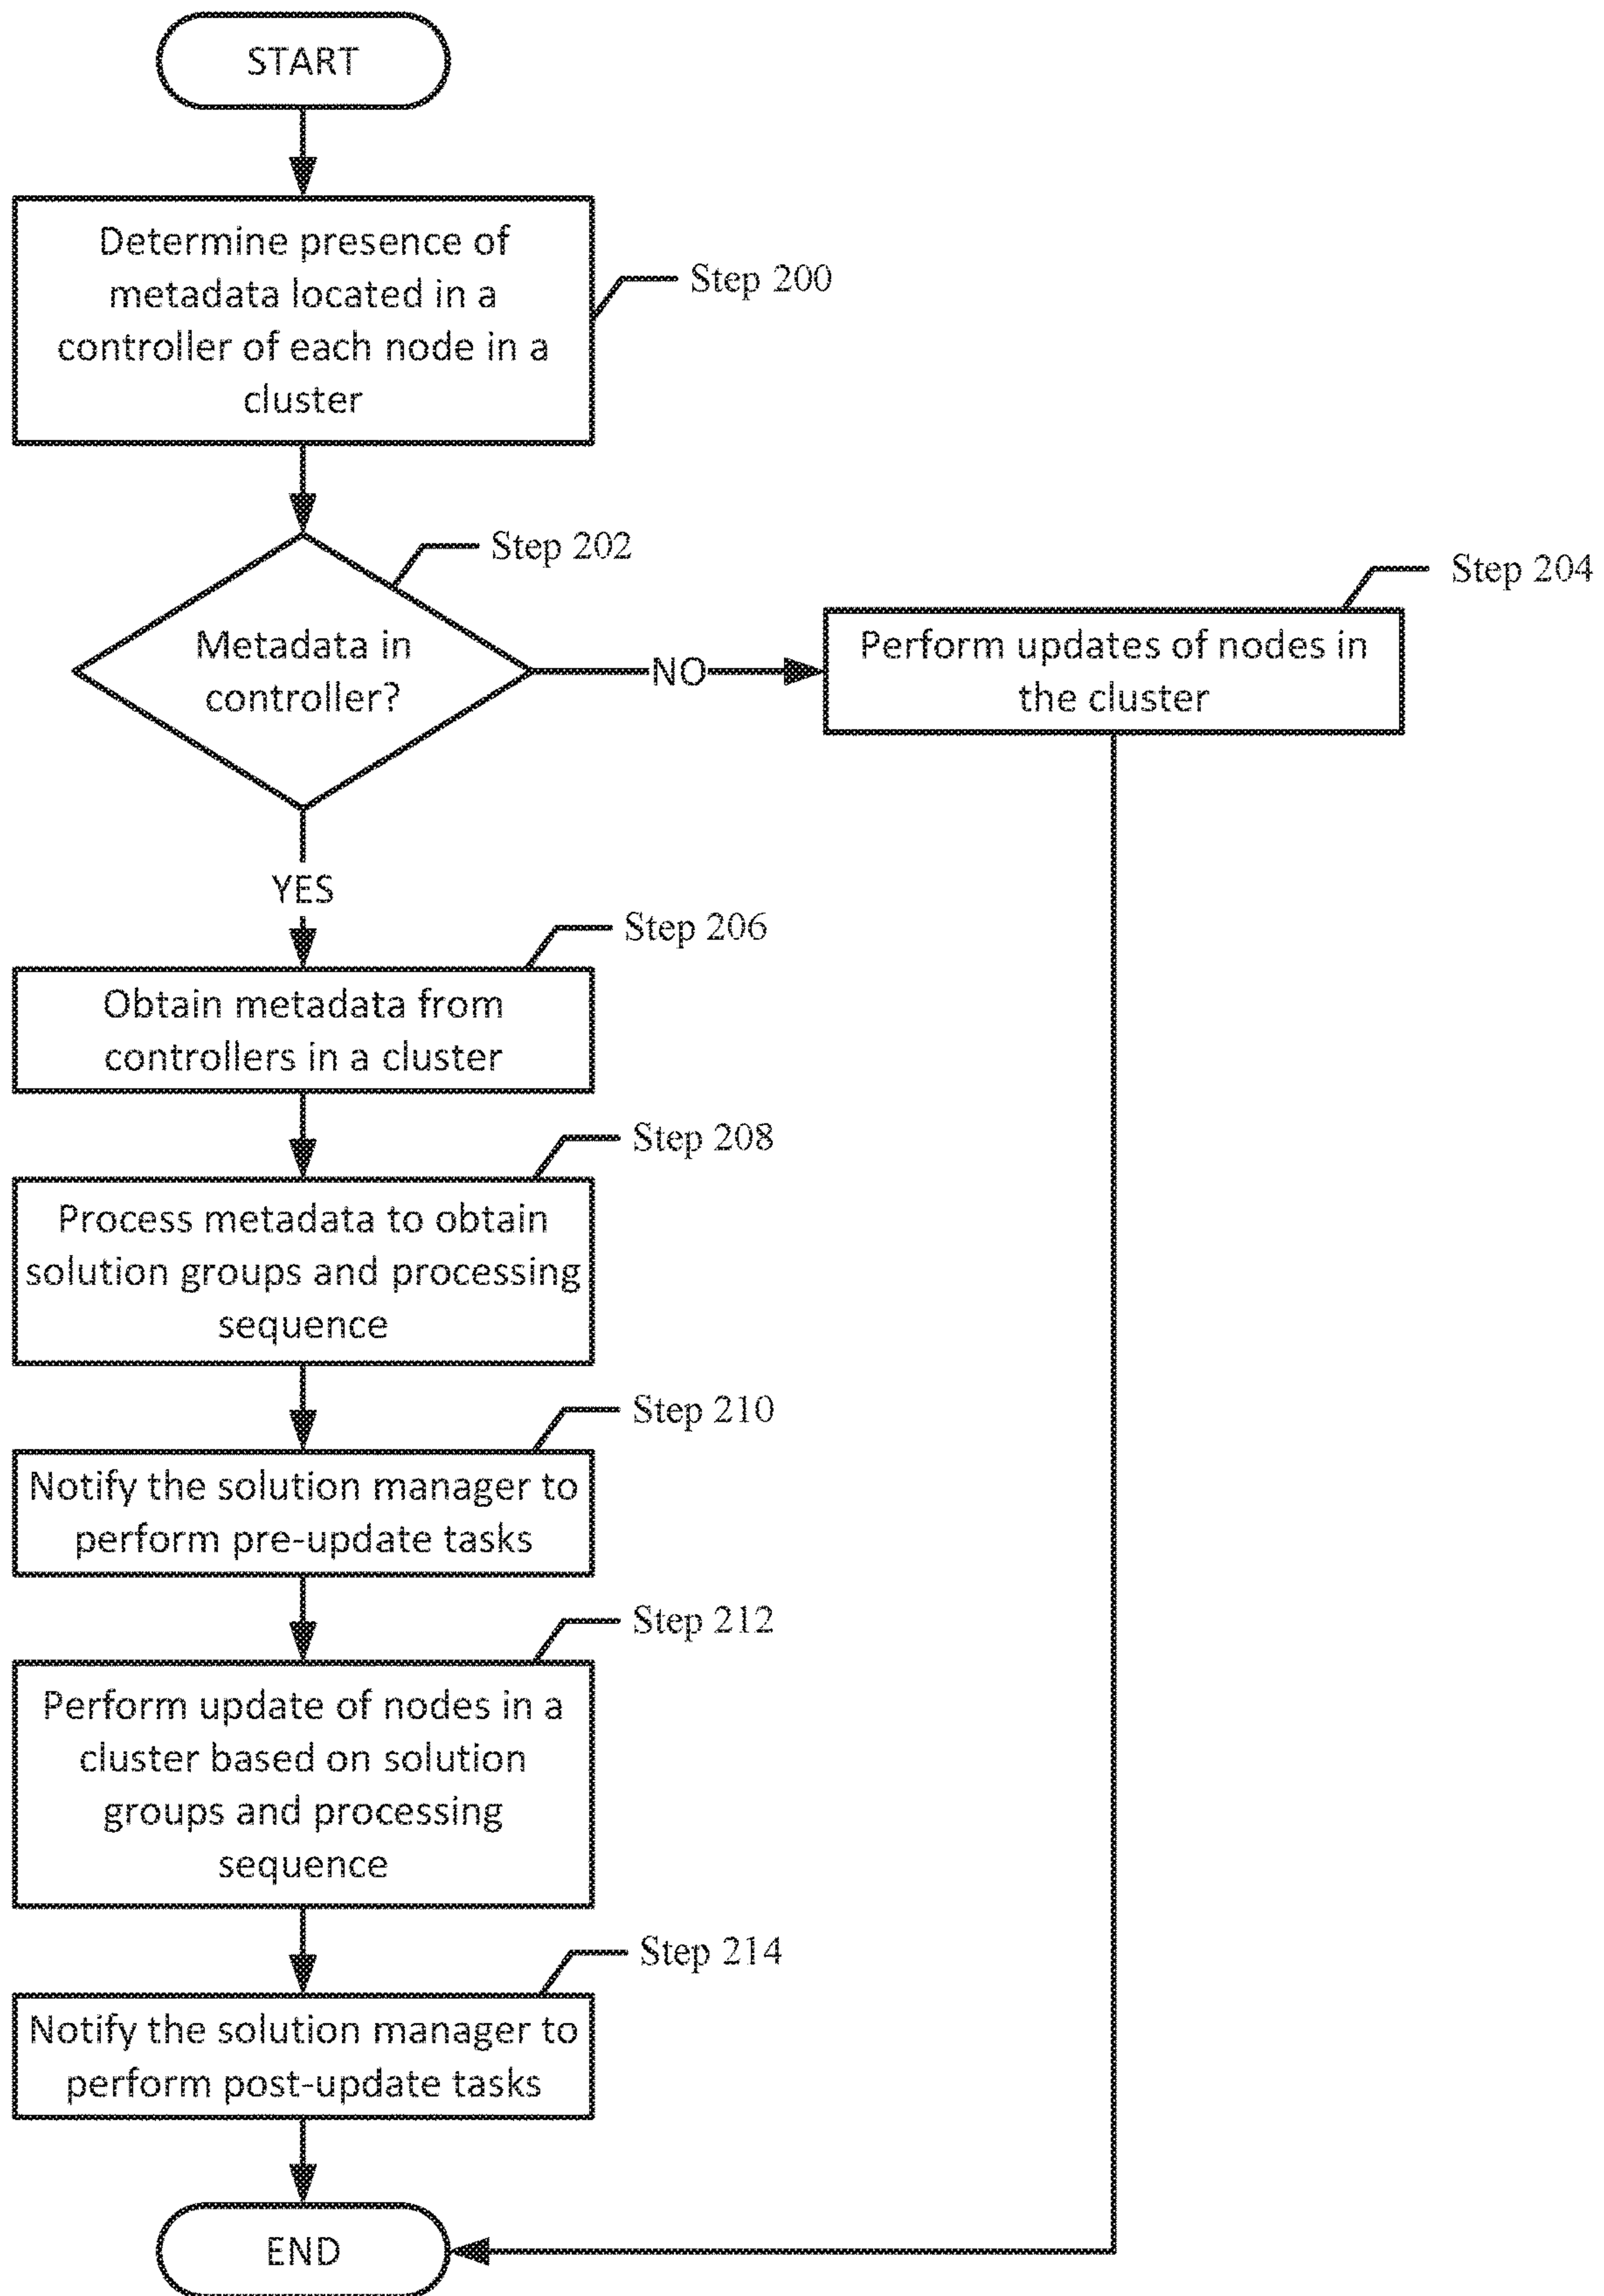 START
Determine presence of
metadata located in a
controller of each node in a
cluster
Step 200
Step 202
Metadata in
controller?
NO
Step 204
Perform updates of nodes in
the cluster
YES
Step 206
Obtain metadata from
controllers in a cluster
Step 208
Process metadata to obtain
solution groups and processing
sequence
Step 210
Notify the solution manager to
perform pre-update tasks
Step 212
Perform update of nodes in a
cluster based on solution
groups and processing
sequence
Step 214
Notify the solution manager to
perform post-update tasks
END